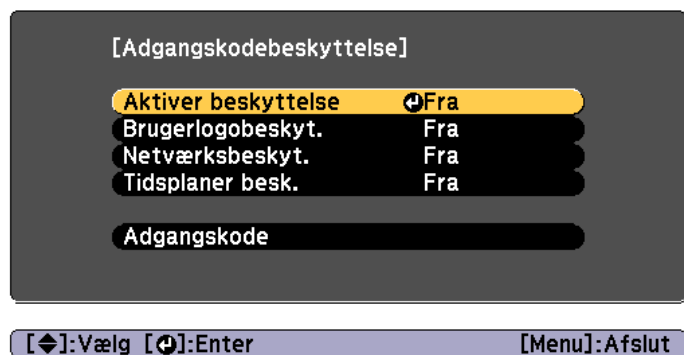 [Adgangskodebeskyttelse]
Aktiver beskyttelse Fra
Brugerlogobeskyt. Fra
Netværksbeskyt. Fra
Tidsplaner besk. Fra
Adgangskode
[◆]:Vælg [⏎]:Enter [Menu]:Afslut